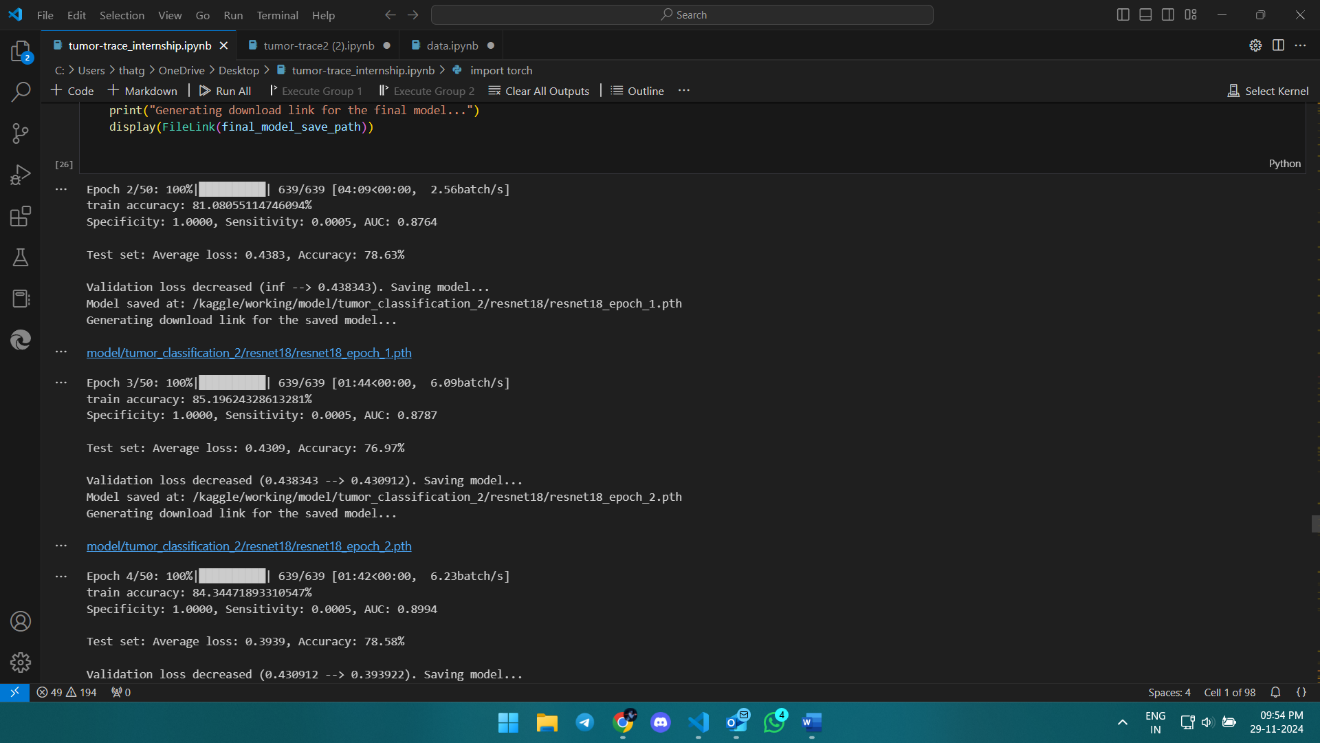 File Edit Selection View Go Run Terminal Help
Search
tumor-trace_internship.ipynb
tumor-trace2 (2).ipynb
data.ipynb
C: > Users > thatg > OneDrive > Desktop > tumor-trace_internship.ipynb > import torch
+ Code + Markdown | Run All Execute Group 1 Execute Group 2 Clear All Outputs | Outline ...
Select Kernel
print("Generating download link for the final model...")
display(FileLink(final_model_save_path))
[26]
Python
Epoch 2/50: 100%|██████████| 639/639 [04:09<00:00,  2.56batch/s]
train accuracy: 81.08055114746094%
Specificity: 1.0000, Sensitivity: 0.0005, AUC: 0.8764
Test set: Average loss: 0.4383, Accuracy: 78.63%
Validation loss decreased (inf --> 0.438343). Saving model...
Model saved at: /kaggle/working/model/tumor_classification_2/resnet18/resnet18_epoch_1.pth
Generating download link for the saved model...
model/tumor_classification_2/resnet18/resnet18_epoch_1.pth
Epoch 3/50: 100%|██████████| 639/639 [01:44<00:00,  6.09batch/s]
train accuracy: 85.19624328613281%
Specificity: 1.0000, Sensitivity: 0.0005, AUC: 0.8787
Test set: Average loss: 0.4309, Accuracy: 76.97%
Validation loss decreased (0.438343 --> 0.430912). Saving model...
Model saved at: /kaggle/working/model/tumor_classification_2/resnet18/resnet18_epoch_2.pth
Generating download link for the saved model...
model/tumor_classification_2/resnet18/resnet18_epoch_2.pth
Epoch 4/50: 100%|██████████| 639/639 [01:42<00:00,  6.23batch/s]
train accuracy: 84.34471893310547%
Specificity: 1.0000, Sensitivity: 0.0005, AUC: 0.8994
Test set: Average loss: 0.3939, Accuracy: 78.58%
Validation loss decreased (0.430912 --> 0.393922). Saving model...
2
49 194 0
Spaces: 4 Cell 1 of 98 {}
4
ENG
IN
09:54 PM
29-11-2024